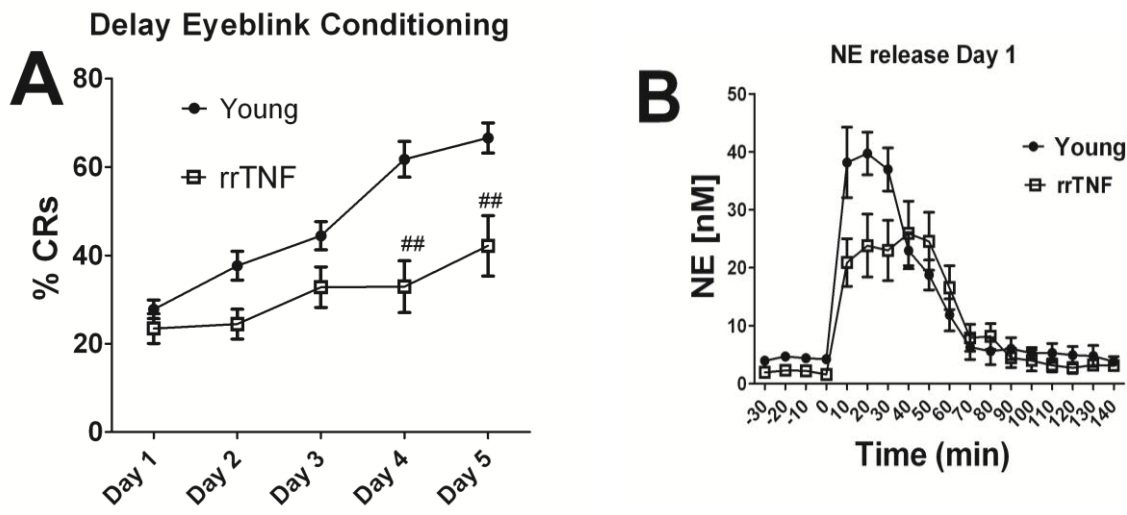 Delay Eyeblink Conditioning
A
80
60
40
20
0
% CRs
Young
rrTNF
##
##
Day 1
Day 2
Day 3
Day 4
Day 5
NE release Day 1
B
50
40
30
20
10
0
NE [nM]
Young
rrTNF
-30
-20
-10
0
10
20
30
40
50
60
70
80
90
100
110
120
130
140
Time (min)